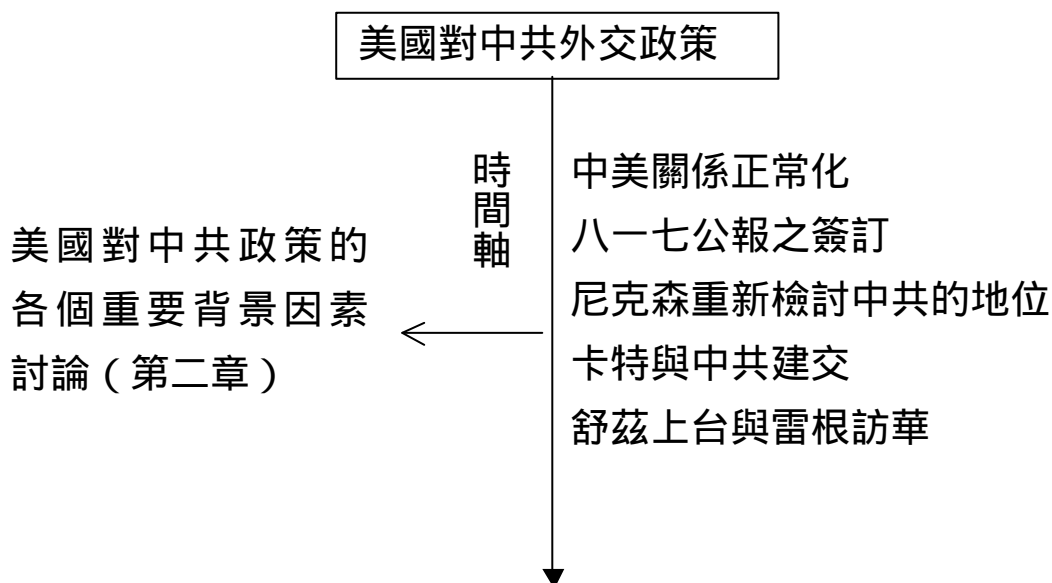 美國對中共外交政策
時間軸
中美關係正常化
八一七公報之簽訂
尼克森重新檢討中共的地位
卡特與中共建交
舒茲上台與雷根訪華
美國對中共政策的
各個重要背景因素
討論（第二章）